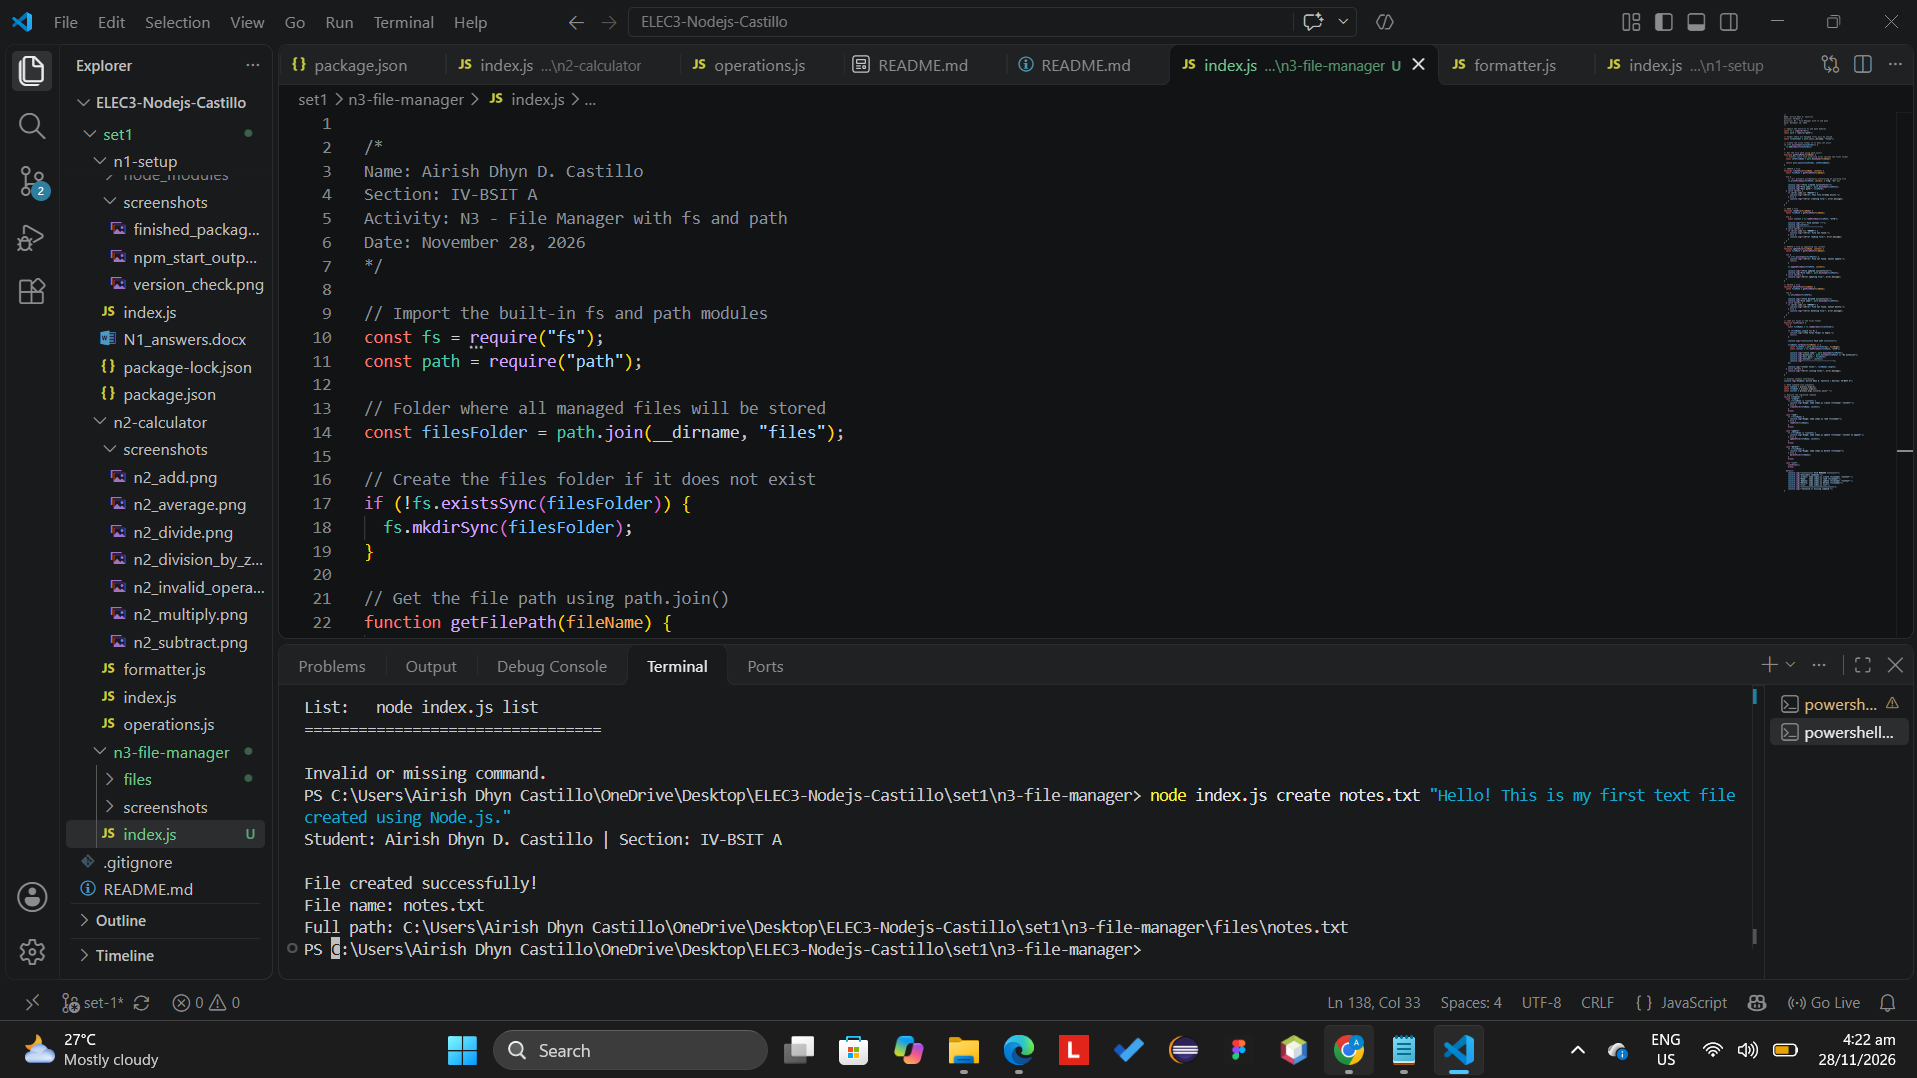 File Edit Selection View Go Run Terminal Help
ELEC3-Nodejs-Castillo
Explorer
ELEC3-Nodejs-Castillo
set1
n1-setup
node_modules
screenshots
finished_packag...
npm_start_outp...
version_check.png
JS index.js
N1_answers.docx
{} package-lock.json
{} package.json
n2-calculator
screenshots
n2_add.png
n2_average.png
n2_divide.png
n2_division_by_z...
n2_invalid_opera...
n2_multiply.png
n2_subtract.png
JS formatter.js
JS index.js
JS operations.js
n3-file-manager
files
screenshots
JS index.js U
.gitignore
README.md
Outline
Timeline
2
{} package.json
JS index.js ...\n2-calculator
JS operations.js
README.md
README.md
JS index.js ...\n3-file-manager U
JS formatter.js
JS index.js ...\n1-setup
set1 > n3-file-manager > JS index.js > ...
1
2 /*
3 Name: Airish Dhyn D. Castillo
4 Section: IV-BSIT A
5 Activity: N3 - File Manager with fs and path
6 Date: November 28, 2026
7 */
8
9 // Import the built-in fs and path modules
10 const fs = require("fs");
11 const path = require("path");
12
13 // Folder where all managed files will be stored
14 const filesFolder = path.join(__dirname, "files");
15
16 // Create the files folder if it does not exist
17 if (!fs.existsSync(filesFolder)) {
18 fs.mkdirSync(filesFolder);
19 }
20
21 // Get the file path using path.join()
22 function getFilePath(fileName) {
Problems Output Debug Console Terminal Ports
List: node index.js list
=================================
Invalid or missing command.
PS C:\Users\Airish Dhyn Castillo\OneDrive\Desktop\ELEC3-Nodejs-Castillo\set1\n3-file-manager> node index.js create notes.txt "Hello! This is my first text file
created using Node.js."
Student: Airish Dhyn D. Castillo | Section: IV-BSIT A
File created successfully!
File name: notes.txt
Full path: C:\Users\Airish Dhyn Castillo\OneDrive\Desktop\ELEC3-Nodejs-Castillo\set1\n3-file-manager\files\notes.txt
PS C:\Users\Airish Dhyn Castillo\OneDrive\Desktop\ELEC3-Nodejs-Castillo\set1\n3-file-manager>
powersh...
powershell...
set-1* 0 0
Ln 138, Col 33 Spaces: 4 UTF-8 CRLF {} JavaScript Go Live
27°C
Mostly cloudy
Search
ENG
US
4:22 am
28/11/2026